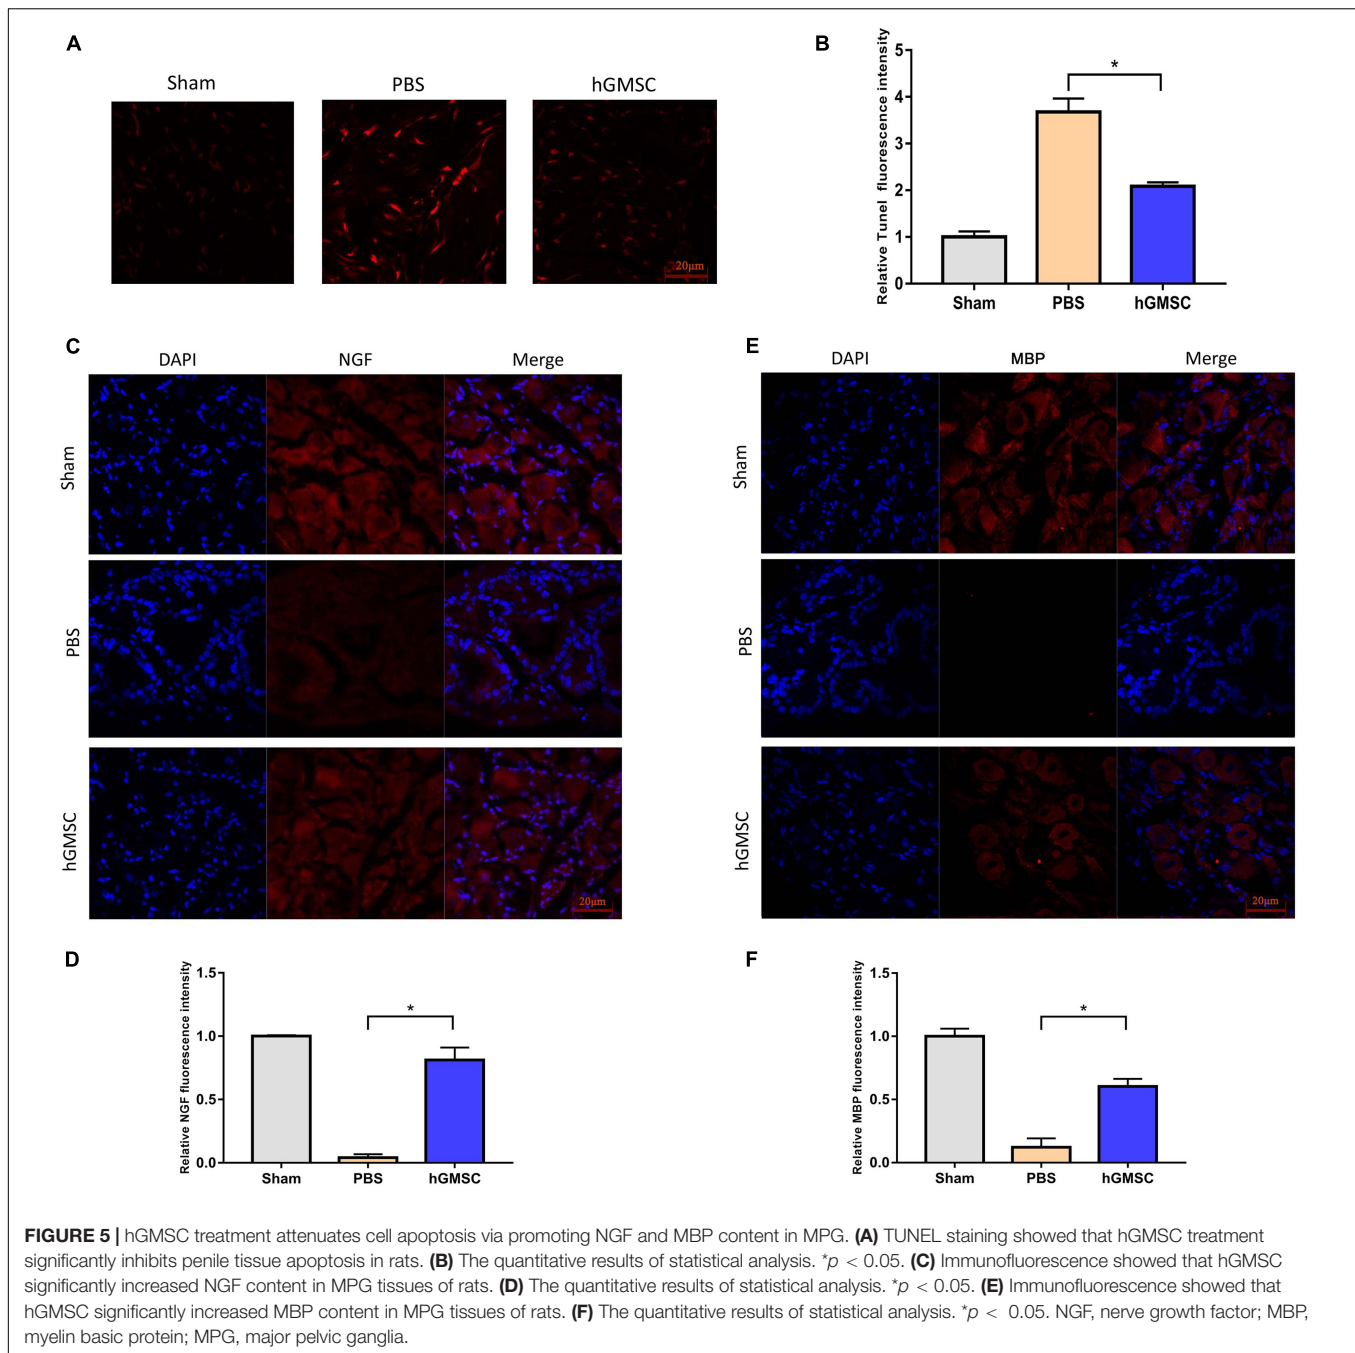 A
Sham
PBS
hGMSC
20μm
B
Relative Tunel fluorescence intensity
5
4
3
2
1
0
Sham
PBS
hGMSC
*
C
DAPI
NGF
Merge
Sham
PBS
hGMSC
20μm
E
DAPI
MBP
Merge
Sham
PBS
hGMSC
20μm
D
Relative NGF fluorescence intensity
1.5
1.0
0.5
0.0
Sham
PBS
hGMSC
*
F
Relative MBP fluorescence intensity
1.5
1.0
0.5
0.0
Sham
PBS
hGMSC
*
FIGURE 5 | hGMSC treatment attenuates cell apoptosis via promoting NGF and MBP content in MPG. (A) TUNEL staining showed that hGMSC treatment
significantly inhibits penile tissue apoptosis in rats. (B) The quantitative results of statistical analysis. *p < 0.05. (C) Immunofluorescence showed that hGMSC
significantly increased NGF content in MPG tissues of rats. (D) The quantitative results of statistical analysis. *p < 0.05. (E) Immunofluorescence showed that
hGMSC significantly increased MBP content in MPG tissues of rats. (F) The quantitative results of statistical analysis. *p < 0.05. NGF, nerve growth factor; MBP,
myelin basic protein; MPG, major pelvic ganglia.